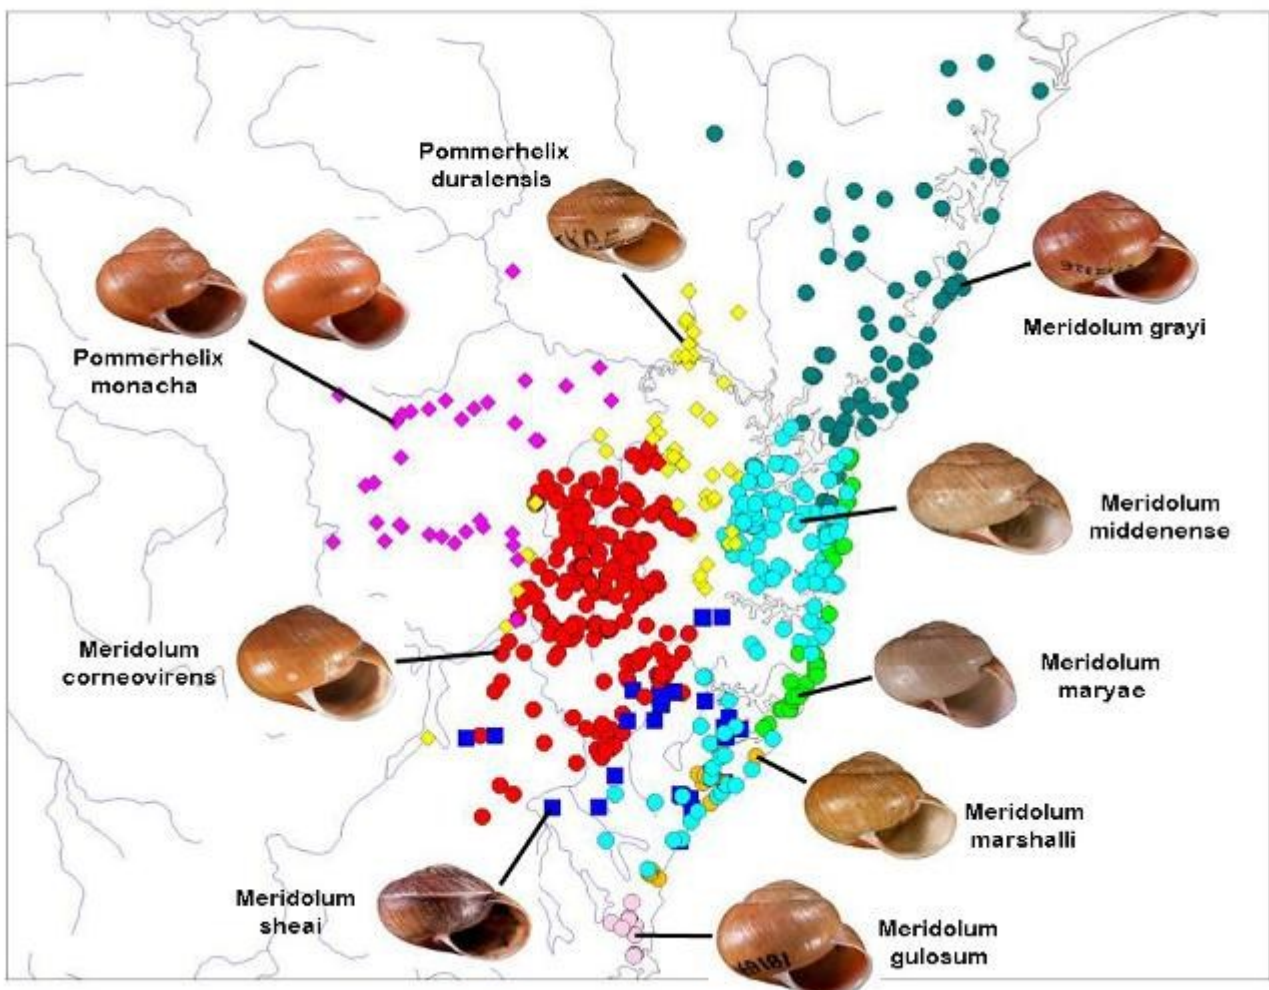 Pommerhelix
duralensis
Pommerhelix
monacha
Meridolum grayi
Meridolum
middenense
Meridolum
corneovirens
Meridolum
maryae
Meridolum
marshalli
Meridolum
sheai
Meridolum
gulosum